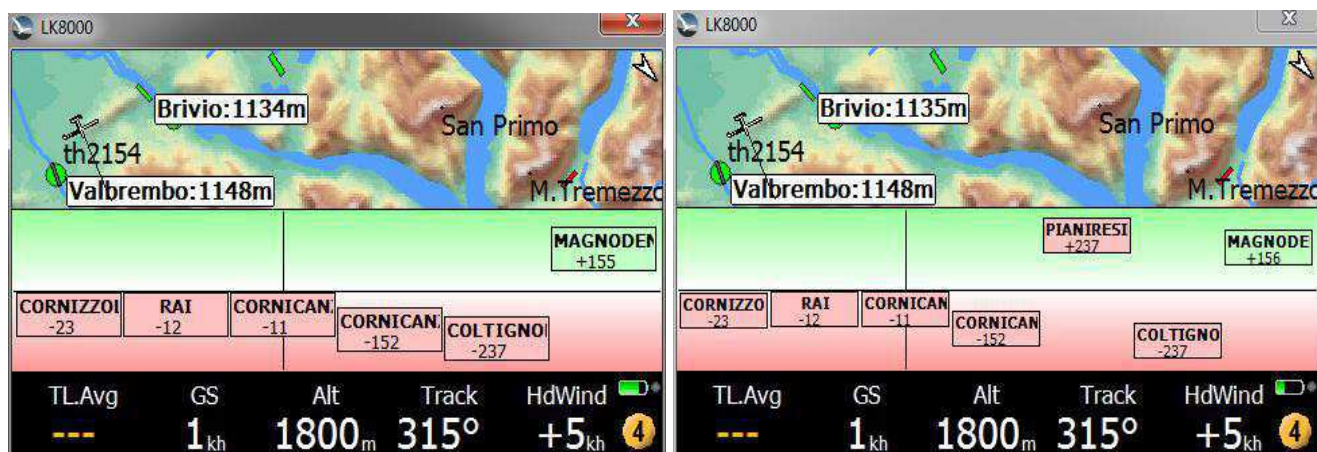 LK8000
Brivio:1134m
San Primo
th2154
Valbrembo:1148m
M.Tremezzo
MAGNODEN
+155
CORNIZZOI RAI CORNICAN
-23 -12 -11
CORNICAN
-152
COLTIGNO
-237
TL.Avg GS Alt Track HdWind
--- 1kh 1800m 315° +5kh 4
LK8000
Brivio:1135m
San Primo
th2154
Valbrembo:1148m
M.Tremezzo
PIANIRESI
+237
MAGNODE
+156
CORNIZZO RAI CORNICAN
-23 -12 -11
CORNICAN
-152
COLTIGNO
-237
TL.Avg GS Alt Track HdWind
--- 1kh 1800m 315° +5kh 4